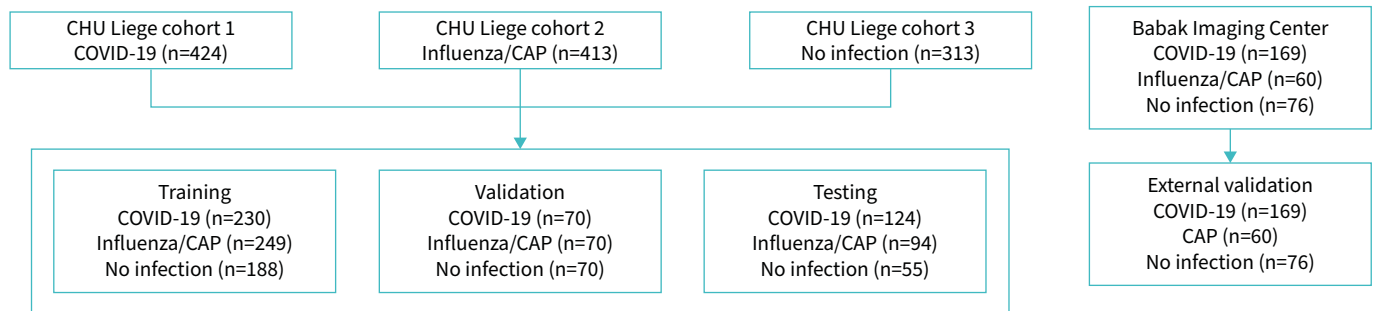 CHU Liege cohort 1
COVID-19 (n=424)
CHU Liege cohort 2
Influenza/CAP (n=413)
CHU Liege cohort 3
No infection (n=313)
Babak Imaging Center
COVID-19 (n=169)
Influenza/CAP (n=60)
No infection (n=76)
Training
COVID-19 (n=230)
Influenza/CAP (n=249)
No infection (n=188)
Validation
COVID-19 (n=70)
Influenza/CAP (n=70)
No infection (n=70)
Testing
COVID-19 (n=124)
Influenza/CAP (n=94)
No infection (n=55)
External validation
COVID-19 (n=169)
CAP (n=60)
No infection (n=76)